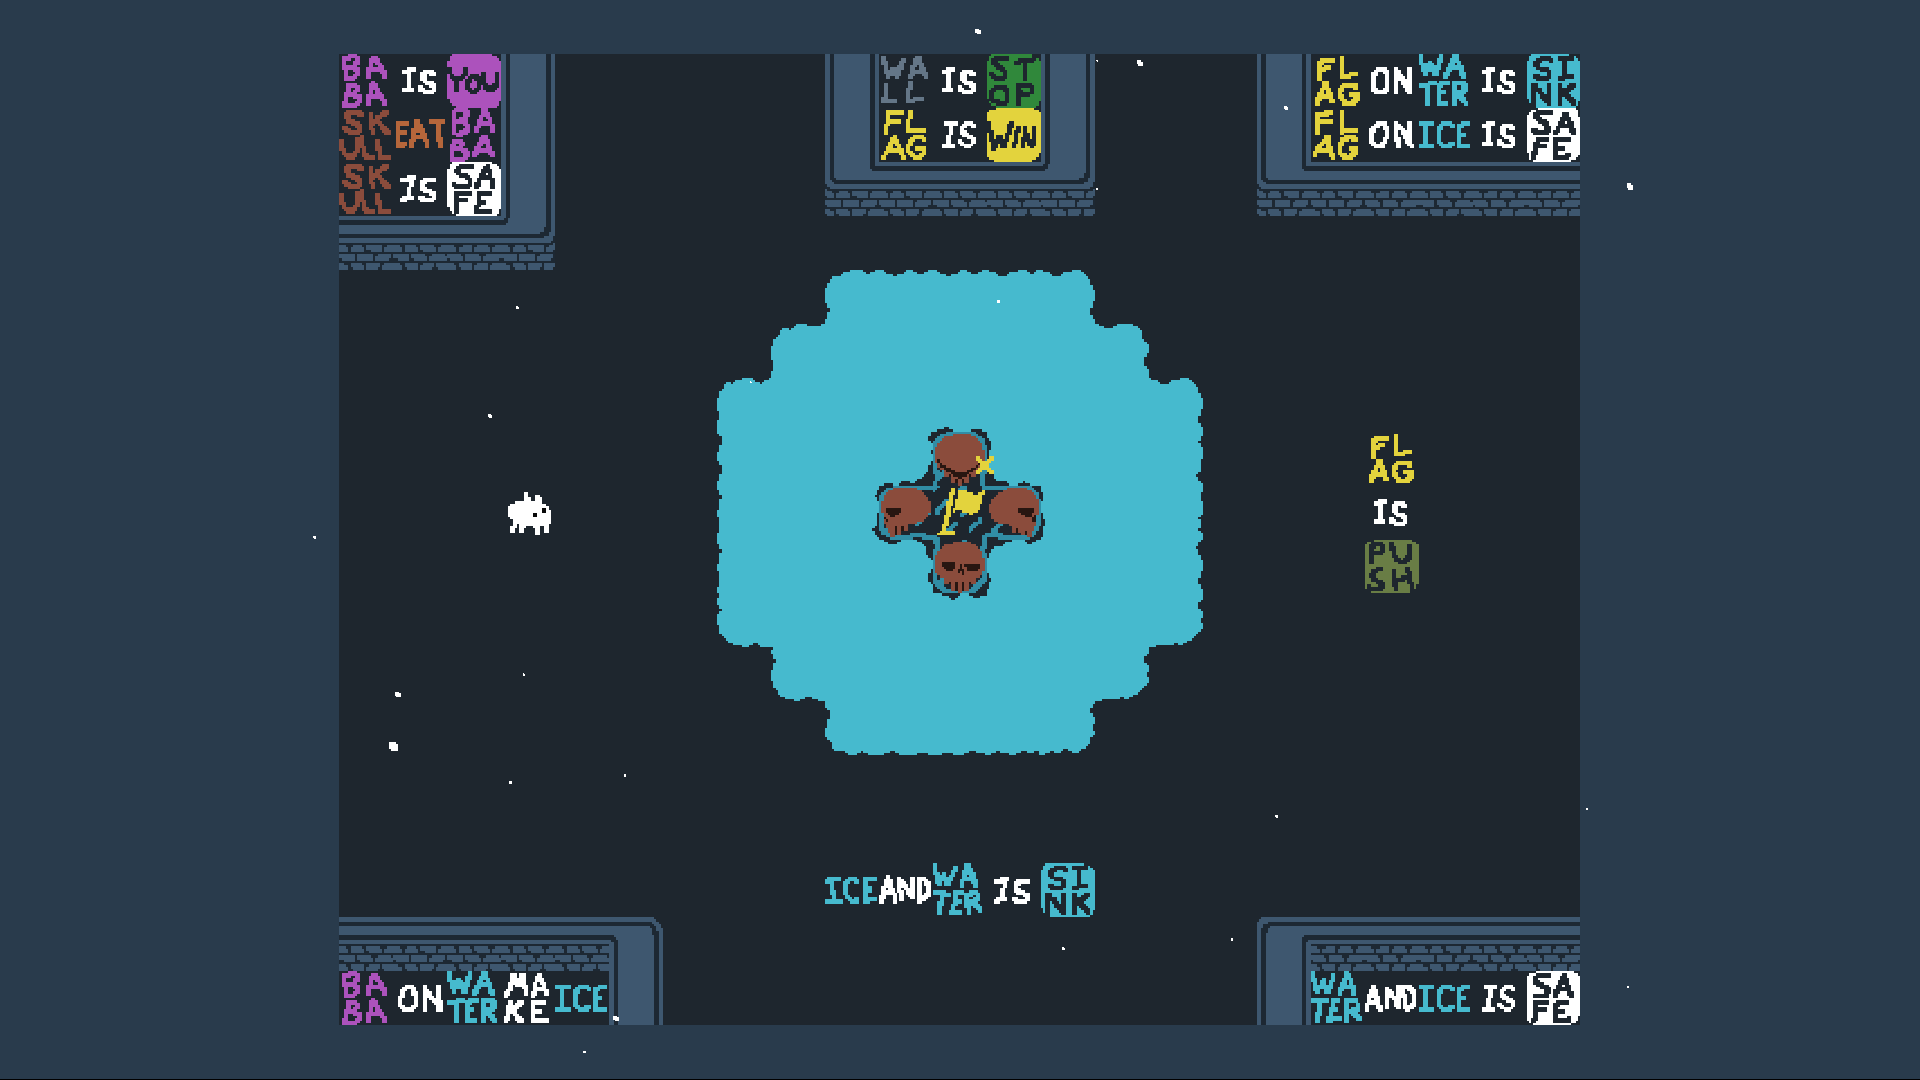 BABA IS YOU
SKULL EAT BABA
SKULL IS SAFE
WALL IS STOP
FLAG IS WIN
FLAG ON WATER IS SINK
FLAG ON ICE IS SAFE
FLAG
IS
PUSH
ICE AND WATER IS SINK
BABA ON WATER MAKE ICE
WATER AND ICE IS SAFE